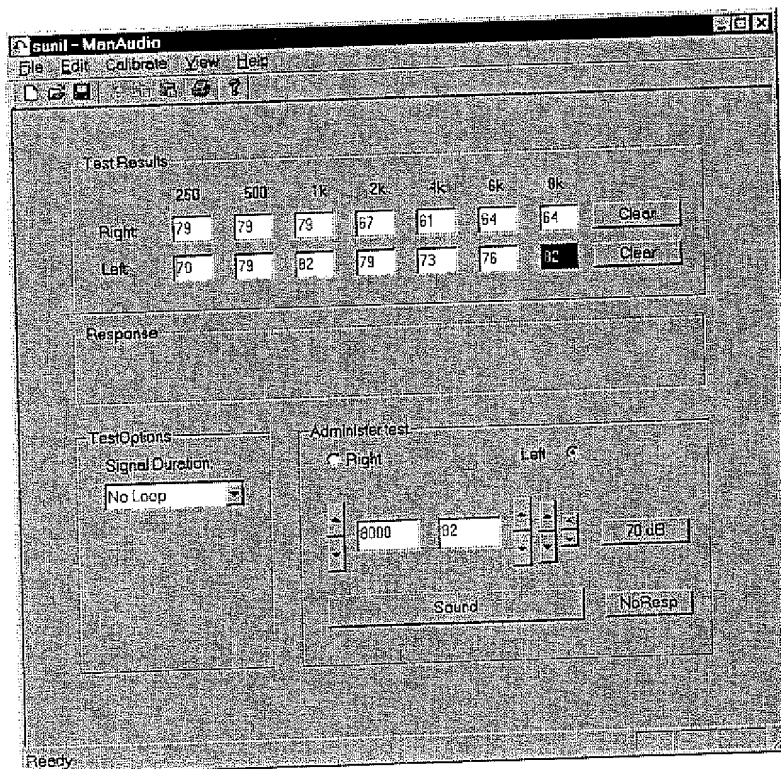 sunil - ManAudio
File Edit Calibrate View Help
Test Results
250 500 1k 2k 4k 6k 8k
Right: 79 79 79 67 61 64 64 Clear
Left: 70 79 82 79 73 76 82 Clear
Response
TestOptions
Signal Duration:
No Loop
Administer test
Right Left
8000 82 70 dB
Sound NoResp
Ready